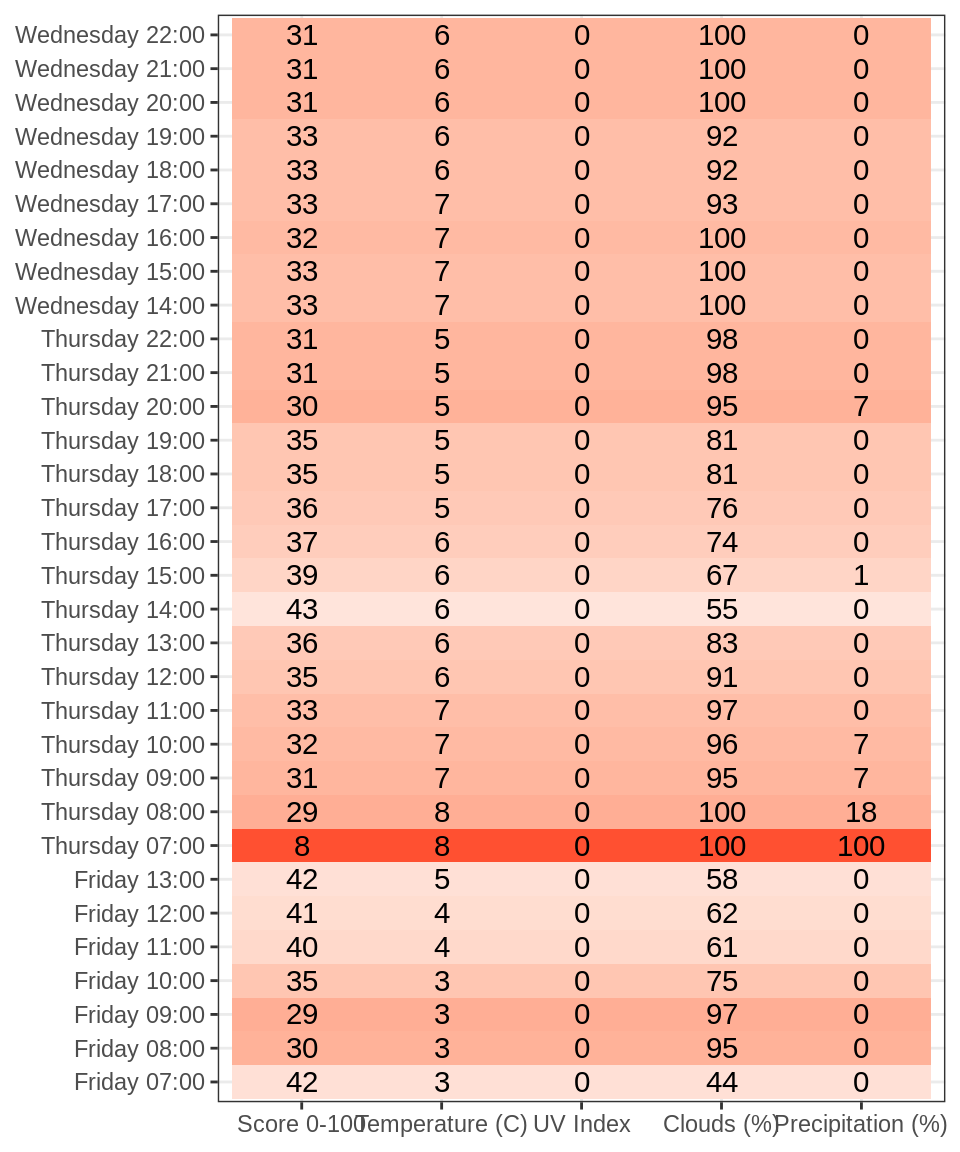 Wednesday 22:00 31 6 0 100 0
Wednesday 21:00 31 6 0 100 0
Wednesday 20:00 31 6 0 100 0
Wednesday 19:00 33 6 0 92 0
Wednesday 18:00 33 6 0 92 0
Wednesday 17:00 33 7 0 93 0
Wednesday 16:00 32 7 0 100 0
Wednesday 15:00 33 7 0 100 0
Wednesday 14:00 33 7 0 100 0
Thursday 22:00 31 5 0 98 0
Thursday 21:00 31 5 0 98 0
Thursday 20:00 30 5 0 95 7
Thursday 19:00 35 5 0 81 0
Thursday 18:00 35 5 0 81 0
Thursday 17:00 36 5 0 76 0
Thursday 16:00 37 6 0 74 0
Thursday 15:00 39 6 0 67 1
Thursday 14:00 43 6 0 55 0
Thursday 13:00 36 6 0 83 0
Thursday 12:00 35 6 0 91 0
Thursday 11:00 33 7 0 97 0
Thursday 10:00 32 7 0 96 7
Thursday 09:00 31 7 0 95 7
Thursday 08:00 29 8 0 100 18
Thursday 07:00 8 8 0 100 100
Friday 13:00 42 5 0 58 0
Friday 12:00 41 4 0 62 0
Friday 11:00 40 4 0 61 0
Friday 10:00 35 3 0 75 0
Friday 09:00 29 3 0 97 0
Friday 08:00 30 3 0 95 0
Friday 07:00 42 3 0 44 0
Score 0-100 Temperature (C) UV Index Clouds (%) Precipitation (%)